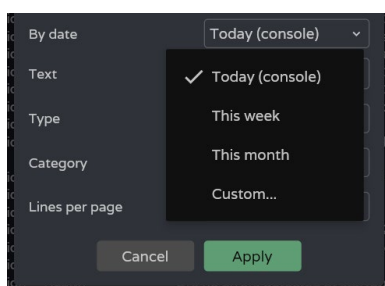 By date Today (console)
Text Today (console)
Type This week
Category This month
Lines per page Custom...
Cancel Apply